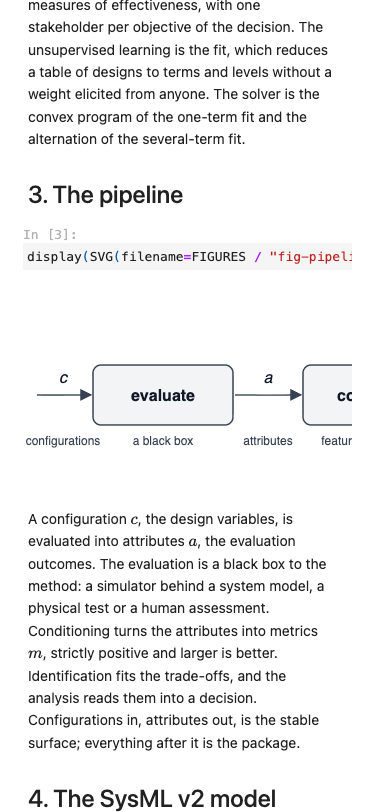 measures of effectiveness, with one
stakeholder per objective of the decision. The
unsupervised learning is the fit, which reduces
a table of designs to terms and levels without a
weight elicited from anyone. The solver is the
convex program of the one-term fit and the
alternation of the several-term fit.
3. The pipeline
In [3]:
display(SVG(filename=FIGURES / "fig-pipeli
c
a
evaluate
co
configurations
a black box
attributes
featur
A configuration c, the design variables, is
evaluated into attributes a, the evaluation
outcomes. The evaluation is a black box to the
method: a simulator behind a system model, a
physical test or a human assessment.
Conditioning turns the attributes into metrics
m, strictly positive and larger is better.
Identification fits the trade-offs, and the
analysis reads them into a decision.
Configurations in, attributes out, is the stable
surface; everything after it is the package.
4. The SysML v2 model